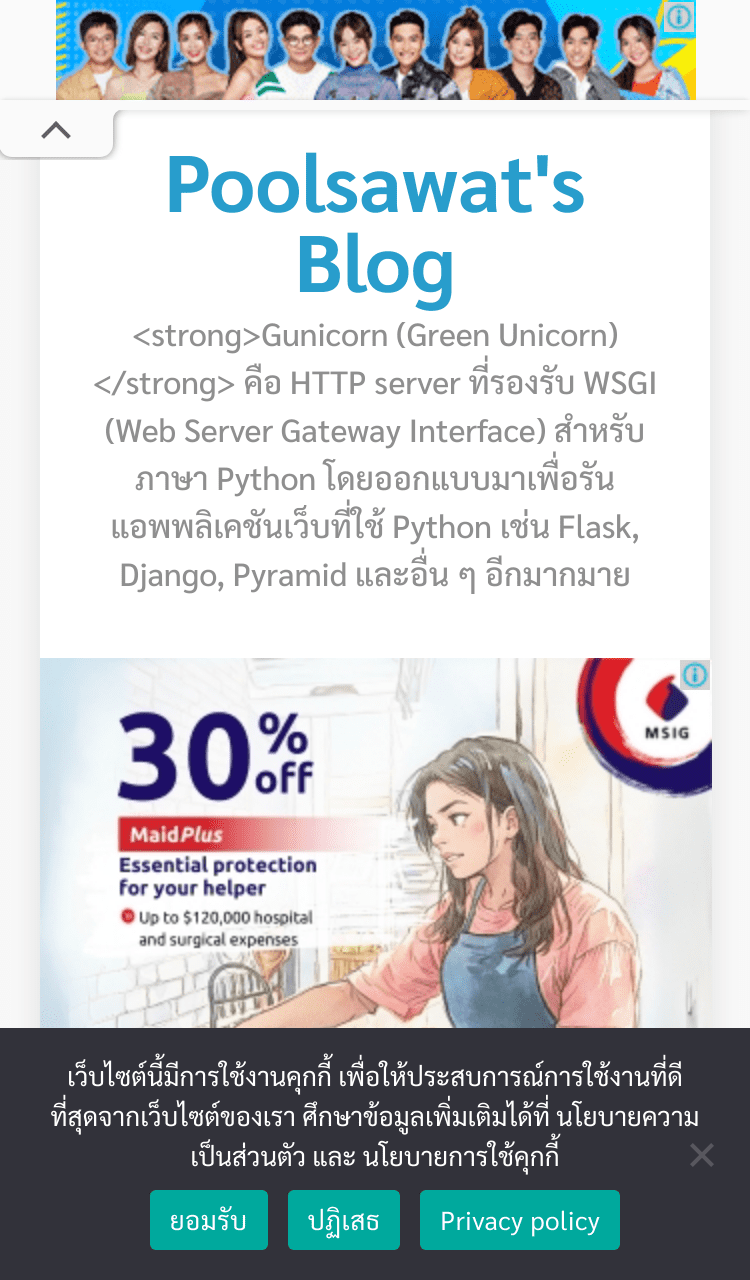 Poolsawat's
Blog
<strong>Gunicorn (Green Unicorn)
</strong> คือ HTTP server ที่รองรับ WSGI
(Web Server Gateway Interface) สำหรับ
ภาษา Python โดยออกแบบมาเพื่อรัน
แอพพลิเคชันเว็บที่ใช้ Python เช่น Flask,
Django, Pyramid และอื่น ๆ อีกมากมาย
30% off
MSIG
MaidPlus
Essential protection
for your helper
Up to $120,000 hospital
and surgical expenses
เว็บไซต์นี้มีการใช้งานคุกกี้ เพื่อให้ประสบการณ์การใช้งานที่ดี
ที่สุดจากเว็บไซต์ของเรา ศึกษาข้อมูลเพิ่มเติมได้ที่ นโยบายความ
เป็นส่วนตัว และ นโยบายการใช้คุกกี้
ยอมรับ ปฏิเสธ Privacy policy